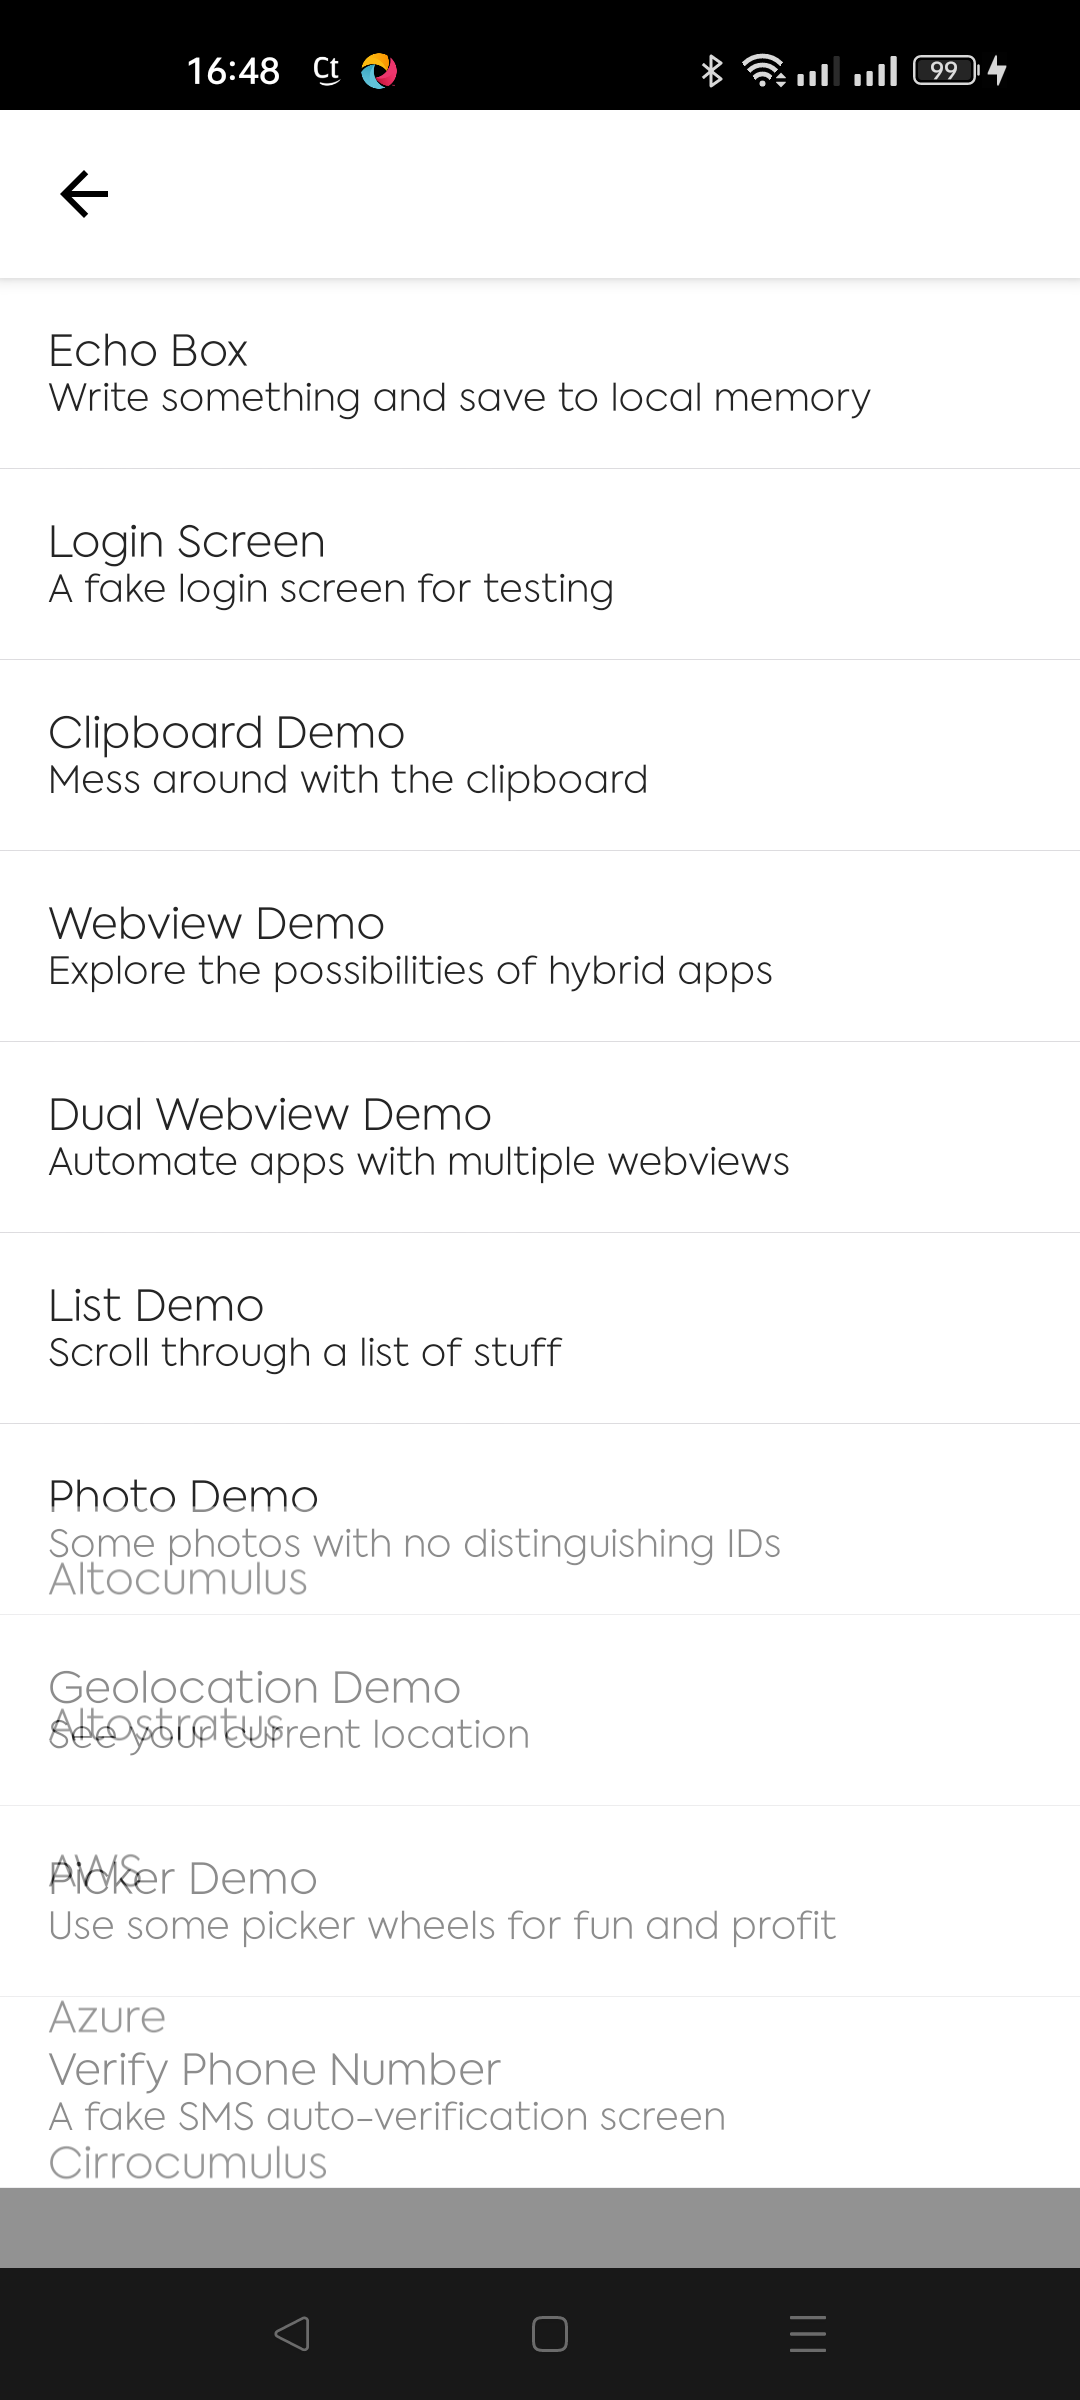 16:48 Ct 99
Echo Box
Write something and save to local memory
Login Screen
A fake login screen for testing
Clipboard Demo
Mess around with the clipboard
Webview Demo
Explore the possibilities of hybrid apps
Dual Webview Demo
Automate apps with multiple webviews
List Demo
Scroll through a list of stuff
Photo Demo
Some photos with no distinguishing IDs
Altocumulus
Geolocation Demo
Altostratus
See your current location
AWS
Picker Demo
Use some picker wheels for fun and profit
Azure
Verify Phone Number
A fake SMS auto-verification screen
Cirrocumulus